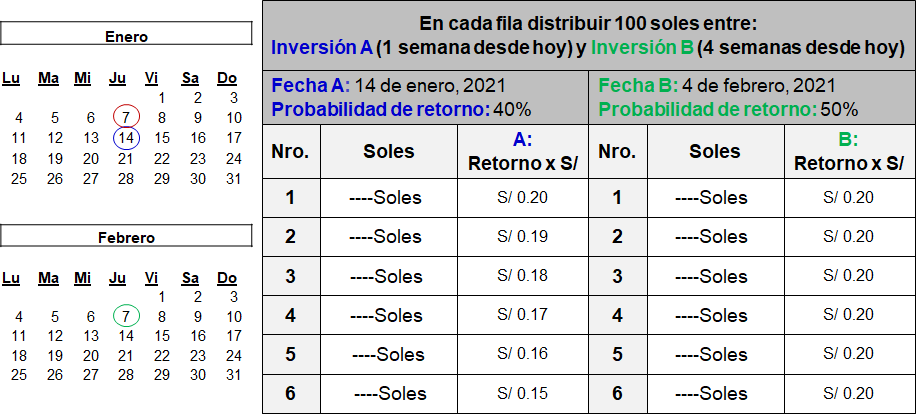 Enero
Lu Ma Mi Ju Vi Sa Do
1 2 3
4 5 6 7 8 9 10
11 12 13 14 15 16 17
18 19 20 21 22 23 24
25 26 27 28 29 30 31
Febrero
Lu Ma Mi Ju Vi Sa Do
1 2 3
4 5 6 7 8 9 10
11 12 13 14 15 16 17
18 19 20 21 22 23 24
25 26 27 28 29 30 31
En cada fila distribuir 100 soles entre:
Inversión A (1 semana desde hoy) y Inversión B (4 semanas desde hoy)
Fecha A: 14 de enero, 2021
Probabilidad de retorno: 40%
Fecha B: 4 de febrero, 2021
Probabilidad de retorno: 50%
Nro. Soles A: Retorno x S/ Nro. Soles B: Retorno x S/
1 ----Soles S/ 0.20 1 ----Soles S/ 0.20
2 ----Soles S/ 0.19 2 ----Soles S/ 0.20
3 ----Soles S/ 0.18 3 ----Soles S/ 0.20
4 ----Soles S/ 0.17 4 ----Soles S/ 0.20
5 ----Soles S/ 0.16 5 ----Soles S/ 0.20
6 ----Soles S/ 0.15 6 ----Soles S/ 0.20